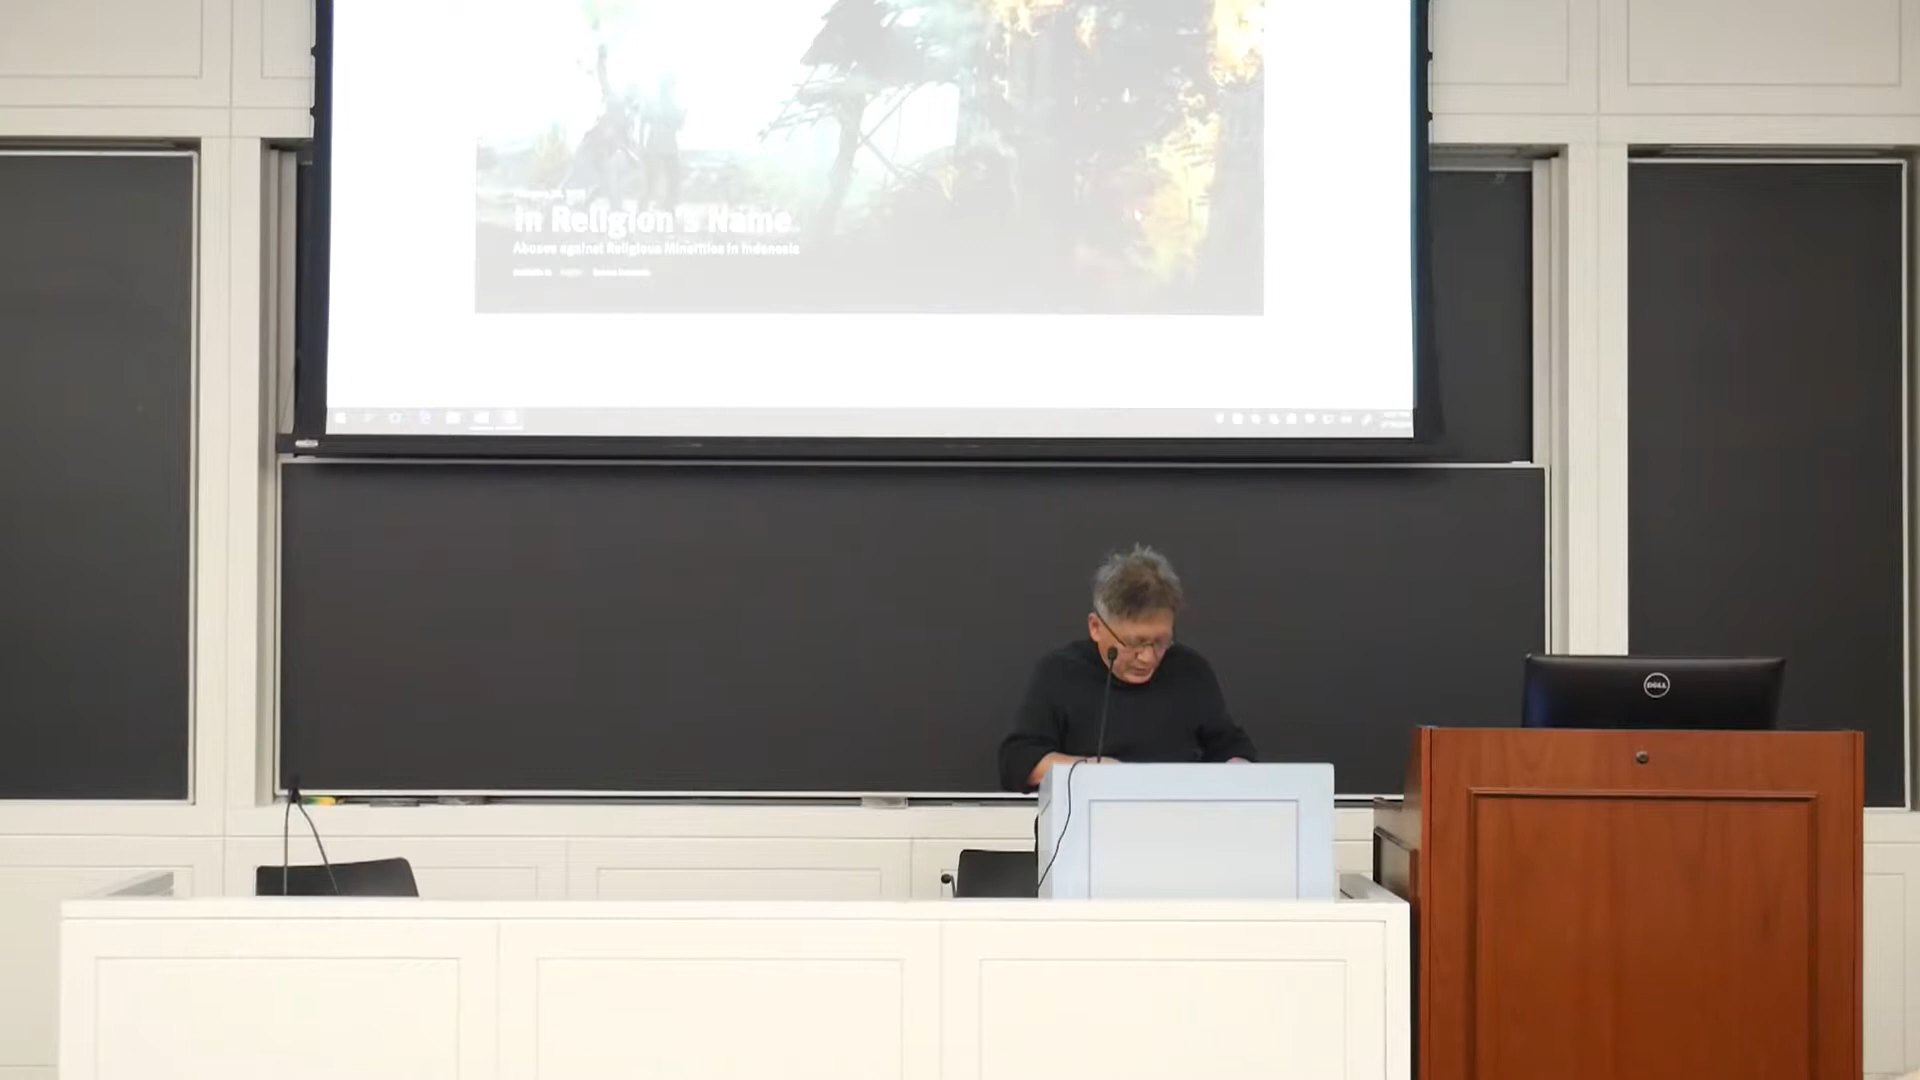 In Religion's Name
Abuses against Religious Minorities in Indonesia
DELL